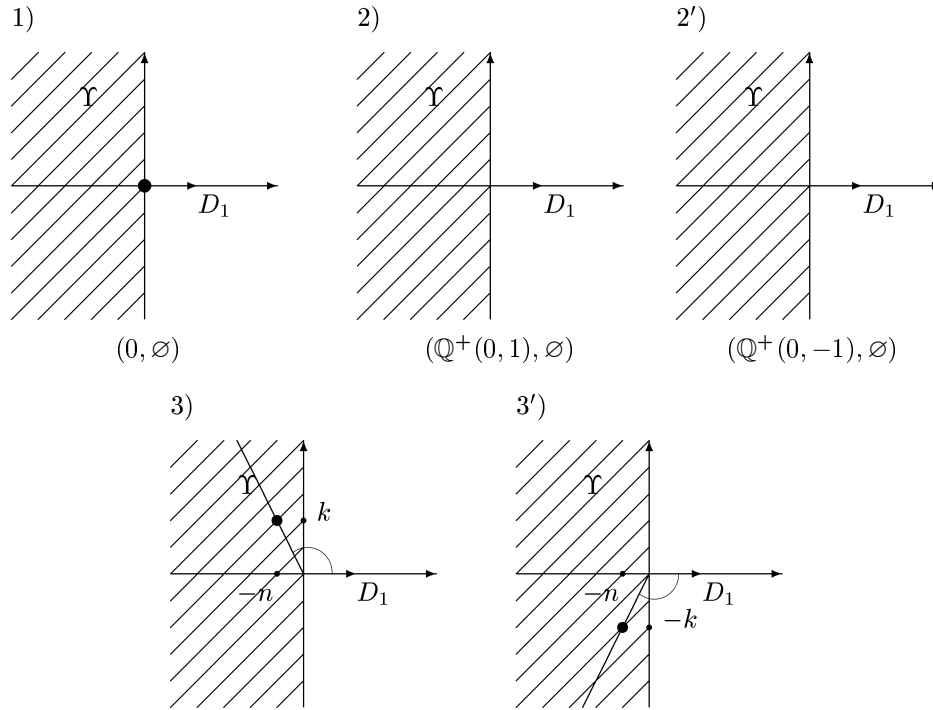 1) 2) 2′)
ϒ ϒ ϒ
D₁ D₁ D₁
(0, ∅) (ℚ⁺(0, 1), ∅) (ℚ⁺(0, −1), ∅)
3) 3′)
ϒ ϒ
k
−n D₁ −n D₁
−k